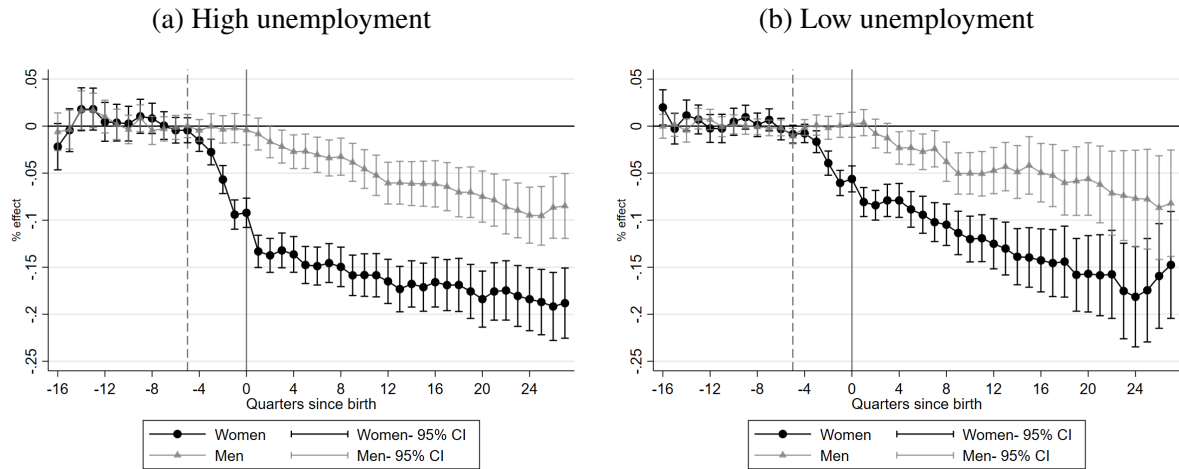 (a) High unemployment
% effect
.05
0
-.05
-.1
-.15
-.2
-.25
-16 -12 -8 -4 0 4 8 12 16 20 24
Quarters since birth
Women Women- 95% CI
Men Men- 95% CI
(b) Low unemployment
% effect
.05
0
-.05
-.1
-.15
-.2
-.25
-16 -12 -8 -4 0 4 8 12 16 20 24
Quarters since birth
Women Women- 95% CI
Men Men- 95% CI